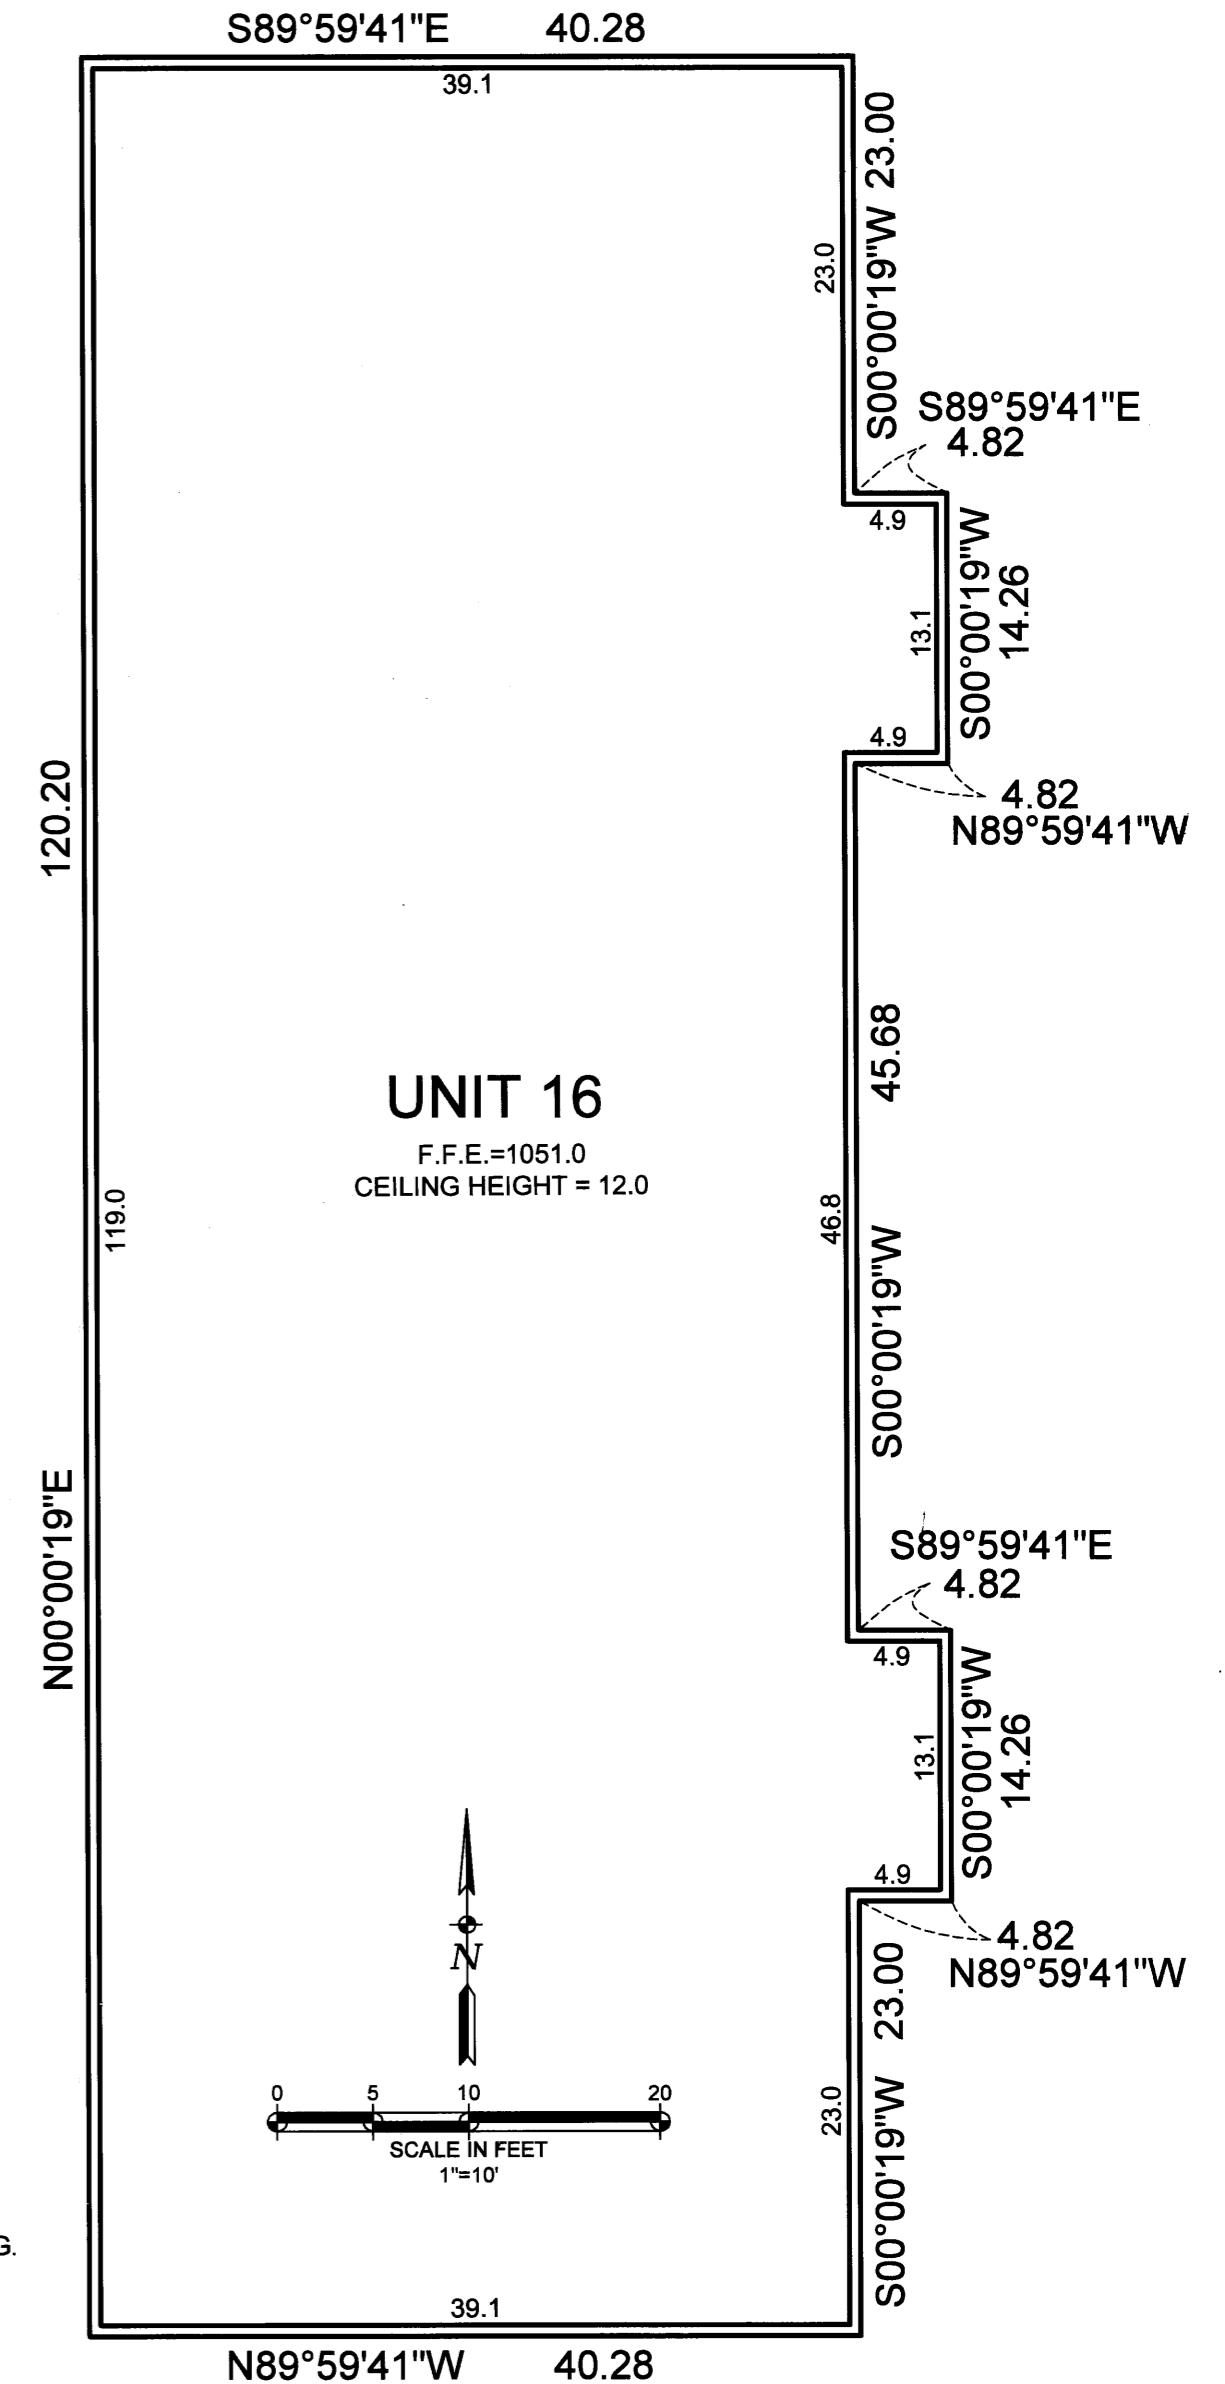 S89°59'41"E 40.28
39.1
S00°00'19"W 23.00
23.0
S89°59'41"E
4.82
4.9
S00°00'19"W
14.26
13.1
4.9
4.82
N89°59'41"W
N00°00'19"E 120.20
119.0
S00°00'19"W 45.68
46.8
UNIT 16
F.F.E.=1051.0
CEILING HEIGHT = 12.0
S89°59'41"E
4.82
4.9
S00°00'19"W
14.26
13.1
4.9
4.82
N89°59'41"W
S00°00'19"W 23.00
23.0
N
0 5 10 20
SCALE IN FEET
1"=10'
G.
39.1
N89°59'41"W 40.28